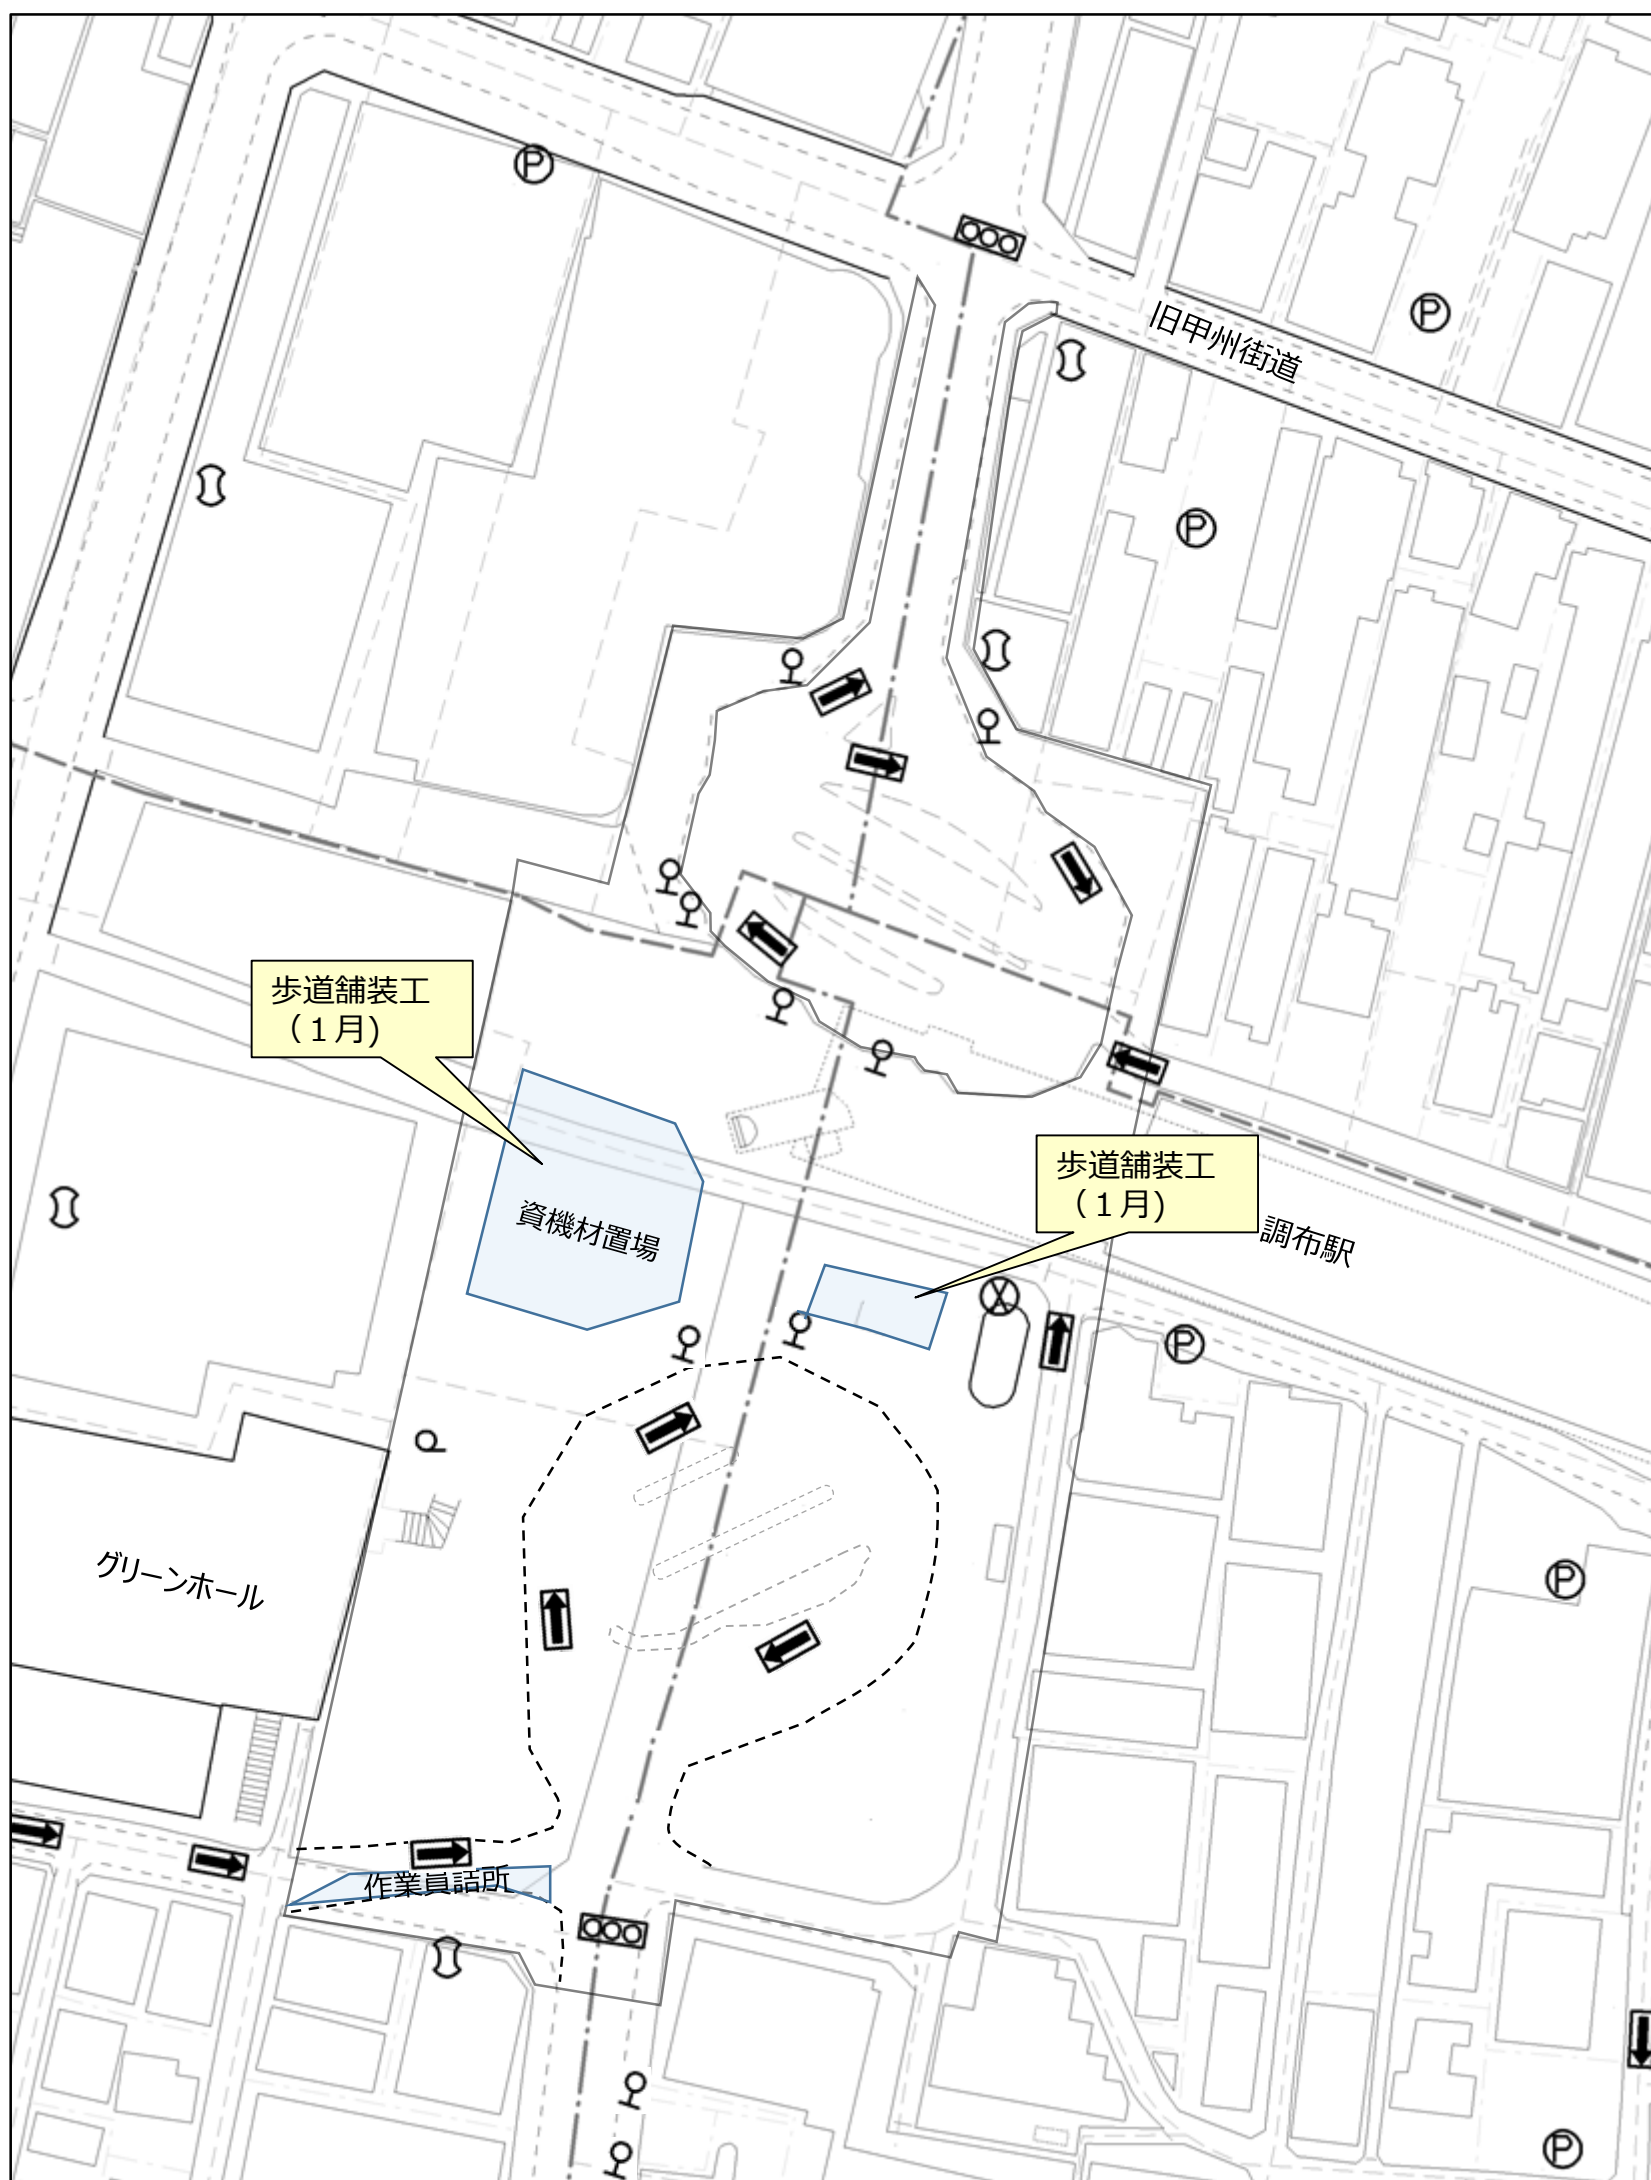 Ⓟ
旧甲州街道
Ⓟ
Ⓟ
歩道舗装工
（１月)
歩道舗装工
（１月)
資機材置場
調布駅
Ⓟ
グリーンホール
Ⓟ
作業員詰所
Ⓟ